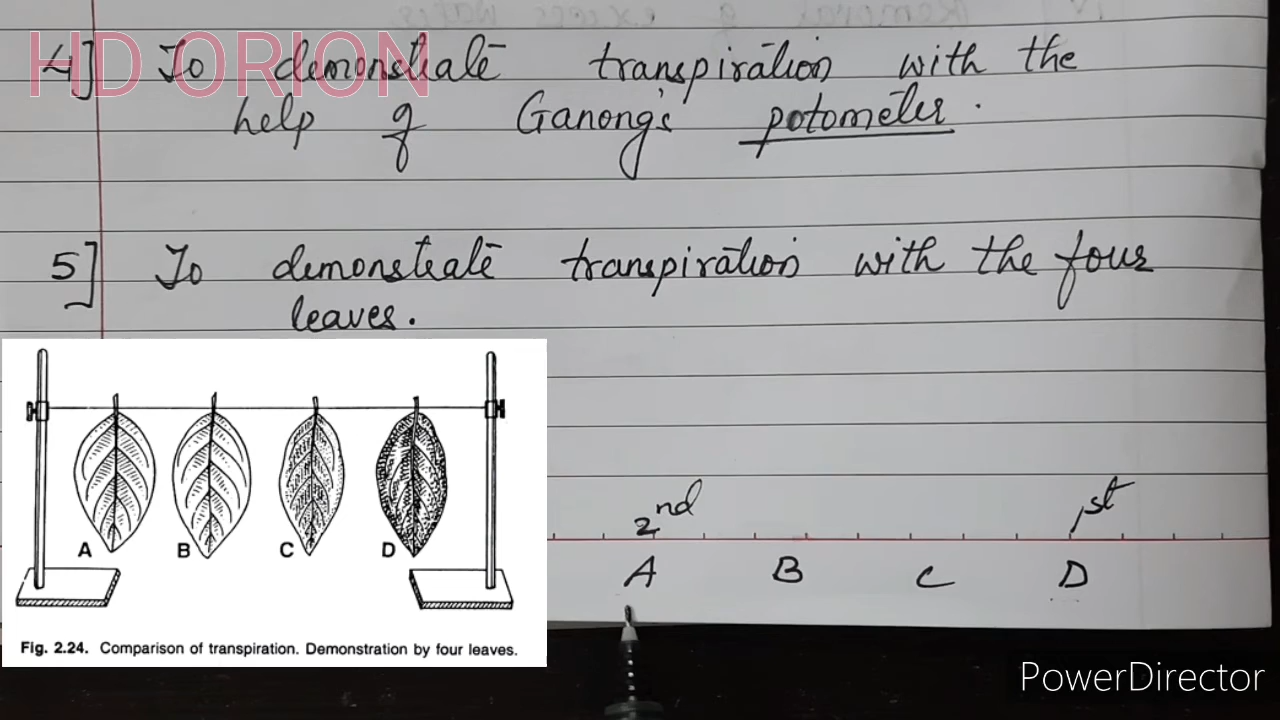 HD ORION
4] To demonstrate transpiration with the
help of Ganong's potometer.
5] To demonstrate transpiration with the four
leaves.
A B C D
Fig. 2.24. Comparison of transpiration. Demonstration by four leaves.
2nd 1st
A B C D
PowerDirector